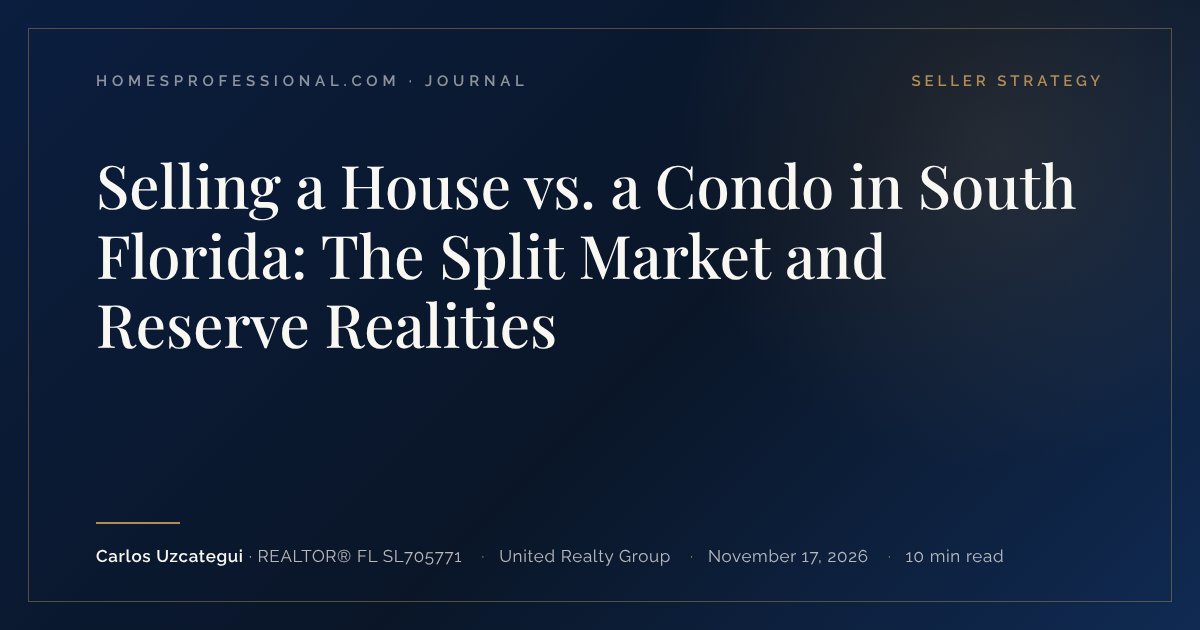 HOMESPROFESSIONAL.COM · JOURNAL
SELLER STRATEGY
Selling a House vs. a Condo in South
Florida: The Split Market and
Reserve Realities
Carlos Uzcategui · REALTOR® FL SL705771 · United Realty Group · November 17, 2026 · 10 min read